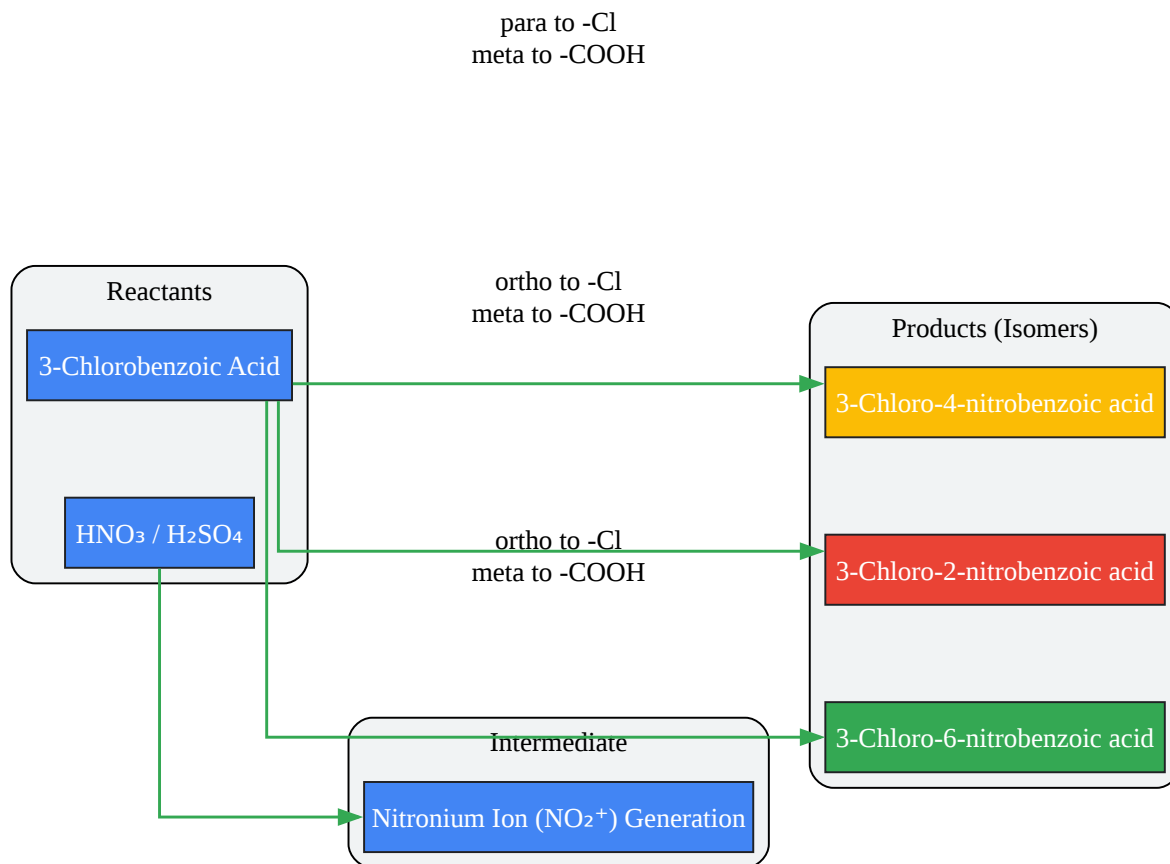 para to -Cl
meta to -COOH
ortho to -Cl
meta to -COOH
Reactants
3-Chlorobenzoic Acid
HNO₃ / H₂SO₄
Products (Isomers)
3-Chloro-4-nitrobenzoic acid
ortho to -Cl
meta to -COOH
3-Chloro-2-nitrobenzoic acid
3-Chloro-6-nitrobenzoic acid
Intermediate
Nitronium Ion (NO₂⁺) Generation